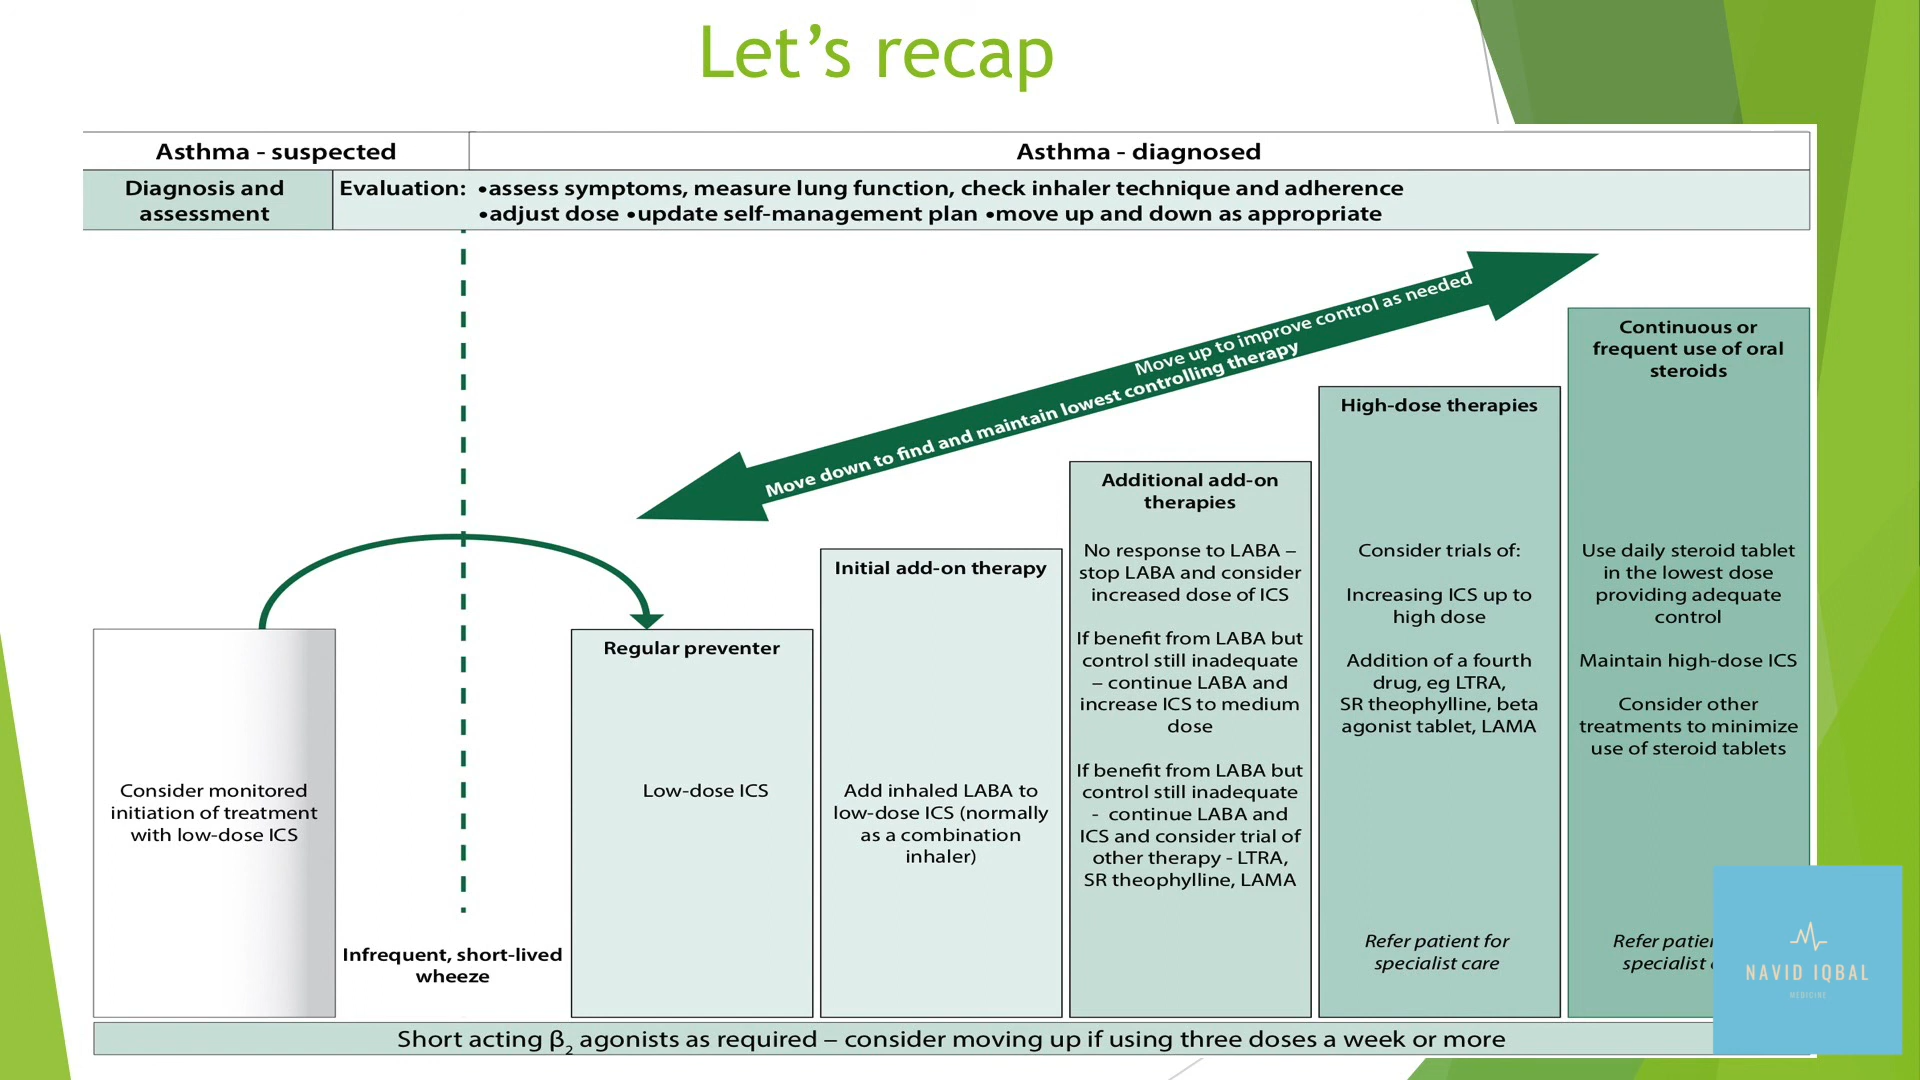 Let’s recap
Asthma - suspected
Asthma - diagnosed
Diagnosis and
assessment
Evaluation: •assess symptoms, measure lung function, check inhaler technique and adherence
•adjust dose •update self-management plan •move up and down as appropriate
Move up to improve control as needed
Move down to find and maintain lowest controlling therapy
Consider monitored
initiation of treatment
with low-dose ICS
Infrequent, short-lived
wheeze
Regular preventer
Low-dose ICS
Initial add-on therapy
Add inhaled LABA to
low-dose ICS (normally
as a combination
inhaler)
Additional add-on
therapies
No response to LABA –
stop LABA and consider
increased dose of ICS
If benefit from LABA but
control still inadequate
– continue LABA and
increase ICS to medium
dose
If benefit from LABA but
control still inadequate
- continue LABA and
ICS and consider trial of
other therapy - LTRA,
SR theophylline, LAMA
High-dose therapies
Consider trials of:
Increasing ICS up to
high dose
Addition of a fourth
drug, eg LTRA,
SR theophylline, beta
agonist tablet, LAMA
Refer patient for
specialist care
Continuous or
frequent use of oral
steroids
Use daily steroid tablet
in the lowest dose
providing adequate
control
Maintain high-dose ICS
Consider other
treatments to minimize
use of steroid tablets
Refer
specialist
NAVID IQBAL
MEDICINE
Short acting β₂ agonists as required – consider moving up if using three doses a week or more